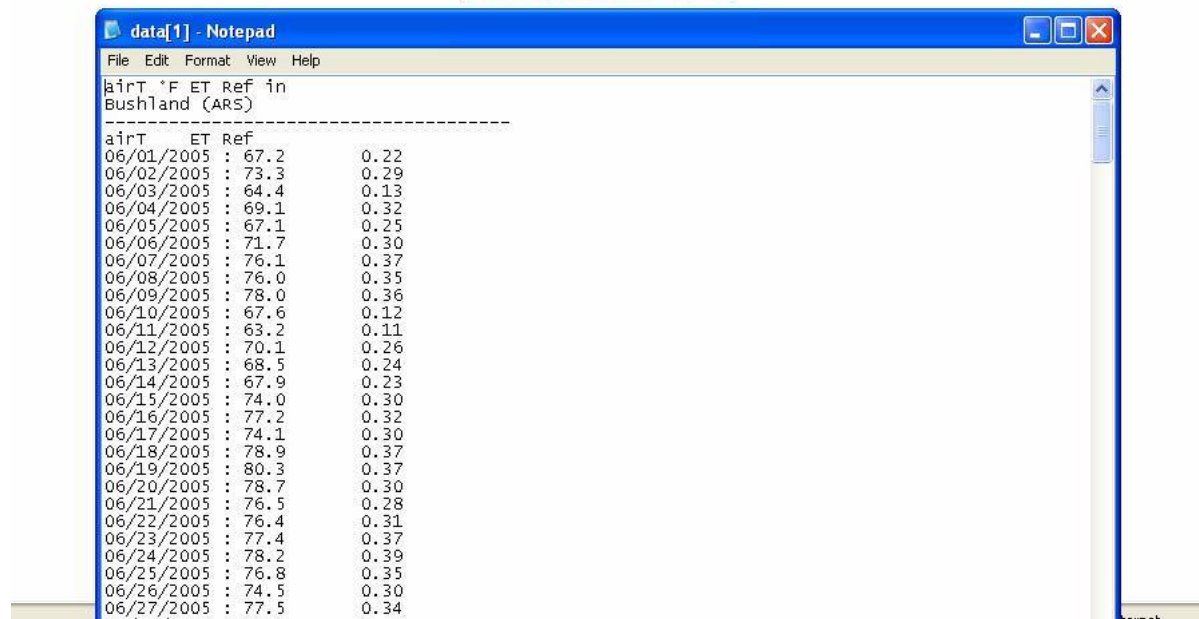 data[1] - Notepad
File Edit Format View Help
airT °F ET Ref in
Bushland (ARS)
--------------------------------------
airT    ET Ref
06/01/2005 : 67.2       0.22
06/02/2005 : 73.3       0.29
06/03/2005 : 64.4       0.13
06/04/2005 : 69.1       0.32
06/05/2005 : 67.1       0.25
06/06/2005 : 71.7       0.30
06/07/2005 : 76.1       0.37
06/08/2005 : 76.0       0.35
06/09/2005 : 78.0       0.36
06/10/2005 : 67.6       0.12
06/11/2005 : 63.2       0.11
06/12/2005 : 70.1       0.26
06/13/2005 : 68.5       0.24
06/14/2005 : 67.9       0.23
06/15/2005 : 74.0       0.30
06/16/2005 : 77.2       0.32
06/17/2005 : 74.1       0.30
06/18/2005 : 78.9       0.37
06/19/2005 : 80.3       0.37
06/20/2005 : 78.7       0.30
06/21/2005 : 76.5       0.28
06/22/2005 : 76.4       0.31
06/23/2005 : 77.4       0.37
06/24/2005 : 78.2       0.39
06/25/2005 : 76.8       0.35
06/26/2005 : 74.5       0.30
06/27/2005 : 77.5       0.34